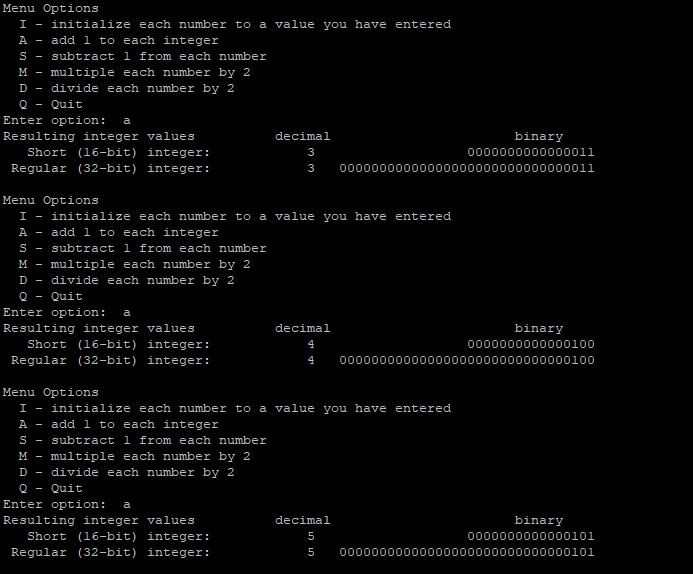 Menu Options
  I - initialize each number to a value you have entered
  A - add 1 to each integer
  S - subtract 1 from each number
  M - multiple each number by 2
  D - divide each number by 2
  Q - Quit
Enter option:  a
Resulting integer values          decimal                       binary
   Short (16-bit) integer:            3                   0000000000000011
 Regular (32-bit) integer:            3   00000000000000000000000000000011

Menu Options
  I - initialize each number to a value you have entered
  A - add 1 to each integer
  S - subtract 1 from each number
  M - multiple each number by 2
  D - divide each number by 2
  Q - Quit
Enter option:  a
Resulting integer values          decimal                       binary
   Short (16-bit) integer:            4                   0000000000000100
 Regular (32-bit) integer:            4   00000000000000000000000000000100

Menu Options
  I - initialize each number to a value you have entered
  A - add 1 to each integer
  S - subtract 1 from each number
  M - multiple each number by 2
  D - divide each number by 2
  Q - Quit
Enter option:  a
Resulting integer values          decimal                       binary
   Short (16-bit) integer:            5                   0000000000000101
 Regular (32-bit) integer:            5   00000000000000000000000000000101